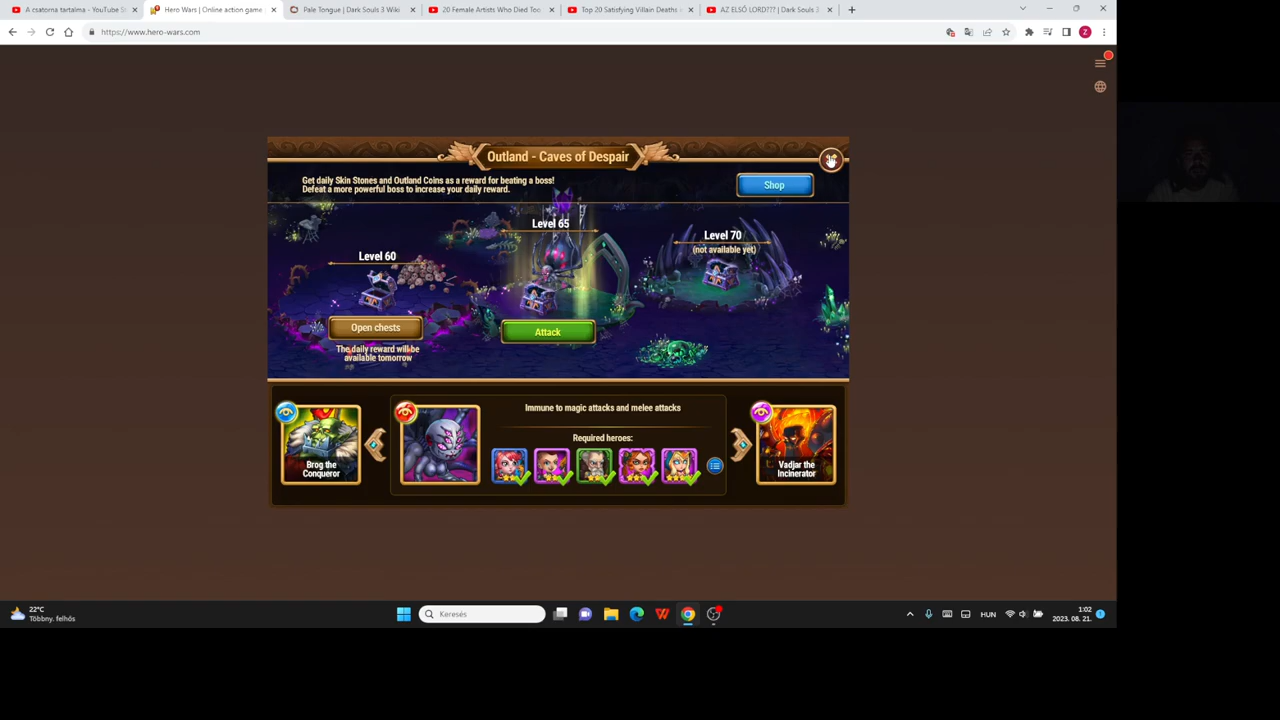 A csatorna tartalma - YouTube S
Hero Wars | Online action game
Pale Tongue | Dark Souls 3 Wiki
20 Female Artists Who Died Too
Top 20 Satisfying Villain Deaths
AZ ELSŐ LORD??? | Dark Souls 3
https://www.hero-wars.com
Z
Outland - Caves of Despair
Get daily Skin Stones and Outland Coins as a reward for beating a boss!
Defeat a more powerful boss to increase your daily reward.
Shop
Level 60
Level 65
Level 70
(not available yet)
Open chests
Attack
The daily reward will be
available tomorrow
Immune to magic attacks and melee attacks
Required heroes:
Brog the
Conqueror
Vadjar the
Incinerator
22°C
Többny. felhős
Keresés
HUN
1:02
2023. 08. 21.